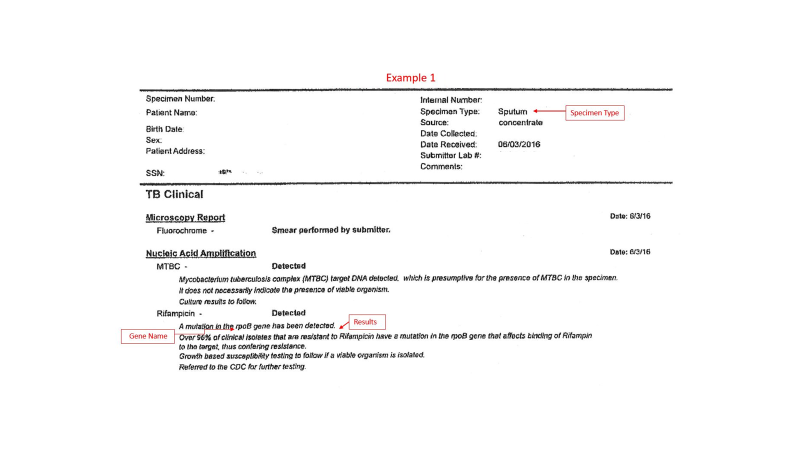 Example 1
Specimen Number:
Patient Name:
Birth Date:
Sex:
Patient Address:
SSN:
Internal Number:
Specimen Type: Sputum
Specimen Type
Source: concentrate
Date Collected:
Date Received: 06/03/2016
Submitter Lab #:
Comments:
TB Clinical
Microscopy Report Date: 6/3/16
Fluorochrome - Smear performed by submitter.
Nucleic Acid Amplification Date: 6/3/16
MTBC - Detected
Mycobacterium tuberculosis complex (MTBC) target DNA detected. which is presumptive for the presence of MTBC in the specimen.
It does not necessarily indicate the presence of viable organism.
Culture results to follow.
Rifampicin - Detected
A mutation in the rpoB gene has been detected.
Results
Gene Name
Over 96% of clinical isolates that are resistant to Rifampicin have a mutation in the rpoB gene that affects binding of Rifampin
to the target, thus confering resistance.
Growth based susceptibility testing to follow if a viable organism is isolated.
Referred to the CDC for further testing.